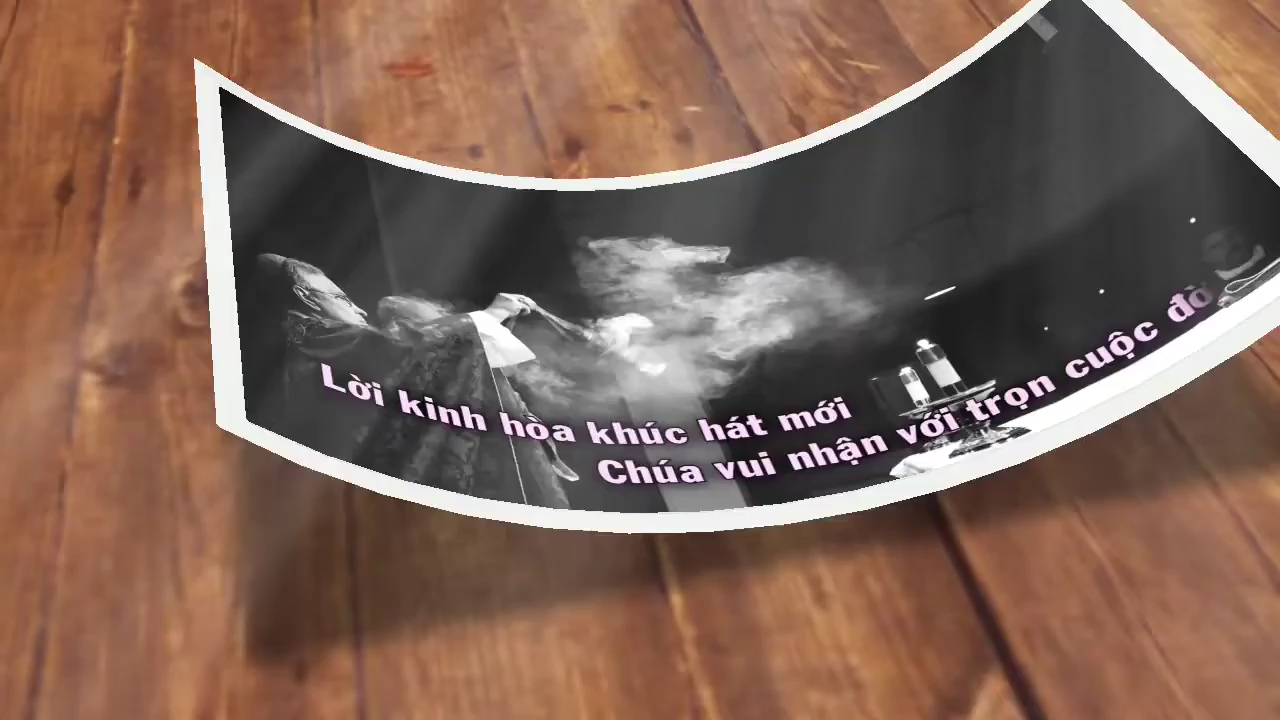 Lời kinh hòa khúc hát mới
Chúa vui nhận với trọn cuộc